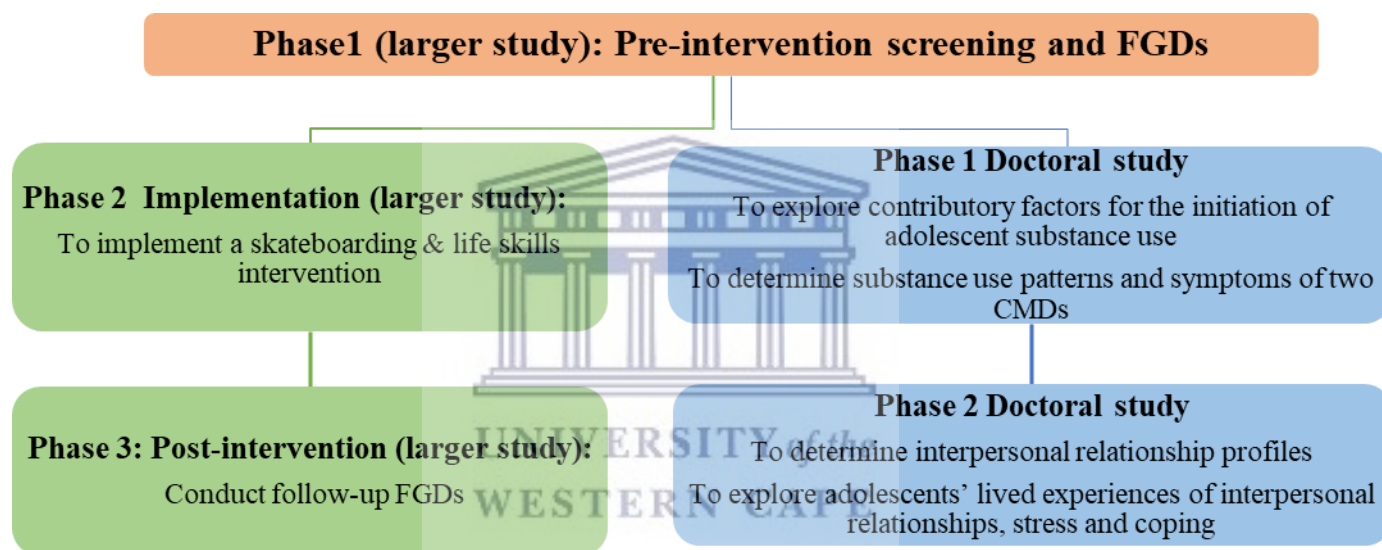 Phase1 (larger study): Pre-intervention screening and FGDs
Phase 2 Implementation (larger study):
To implement a skateboarding & life skills
intervention
Phase 1 Doctoral study
To explore contributory factors for the initiation of
adolescent substance use
To determine substance use patterns and symptoms of two
CMDs
Phase 3: Post-intervention (larger study):
Conduct follow-up FGDs
Phase 2 Doctoral study
To determine interpersonal relationship profiles
To explore adolescents’ lived experiences of interpersonal
relationships, stress and coping
UNIVERSITY of the
WESTERN CAPE